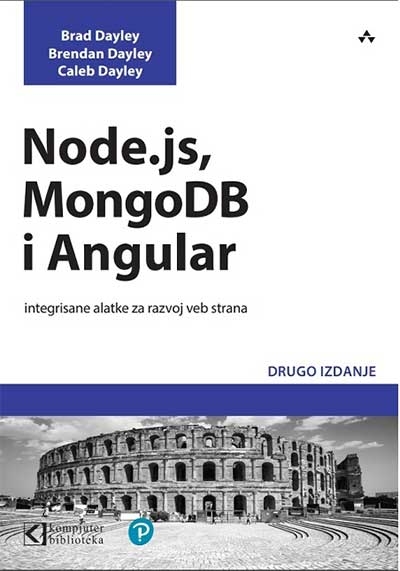 Brad Dayley
Brendan Dayley
Caleb Dayley
Node.js,
MongoDB
i Angular
integrisane alatke za razvoj veb strana
DRUGO IZDANJE
kompjuter
biblioteka
P